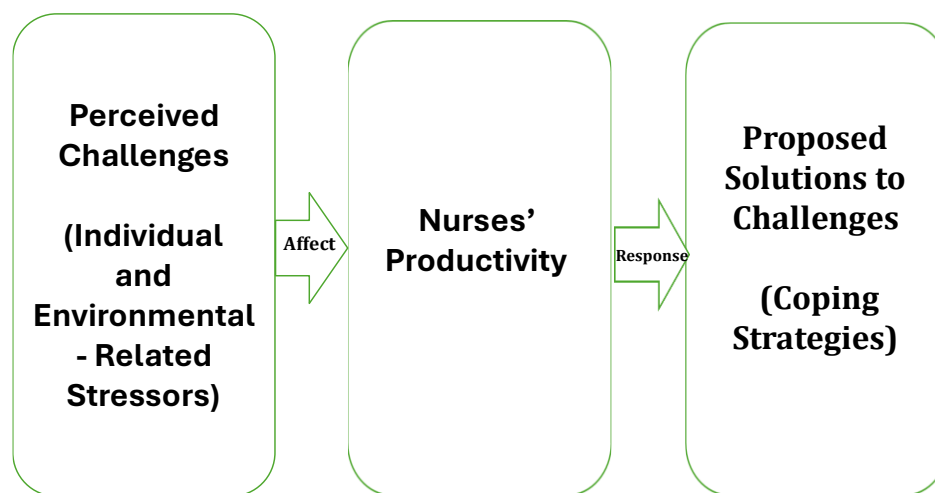 Perceived
Challenges
(Individual
and
Environmental
- Related
Stressors)
Affect
Nurses’
Productivity
Response
Proposed
Solutions to
Challenges
(Coping
Strategies)